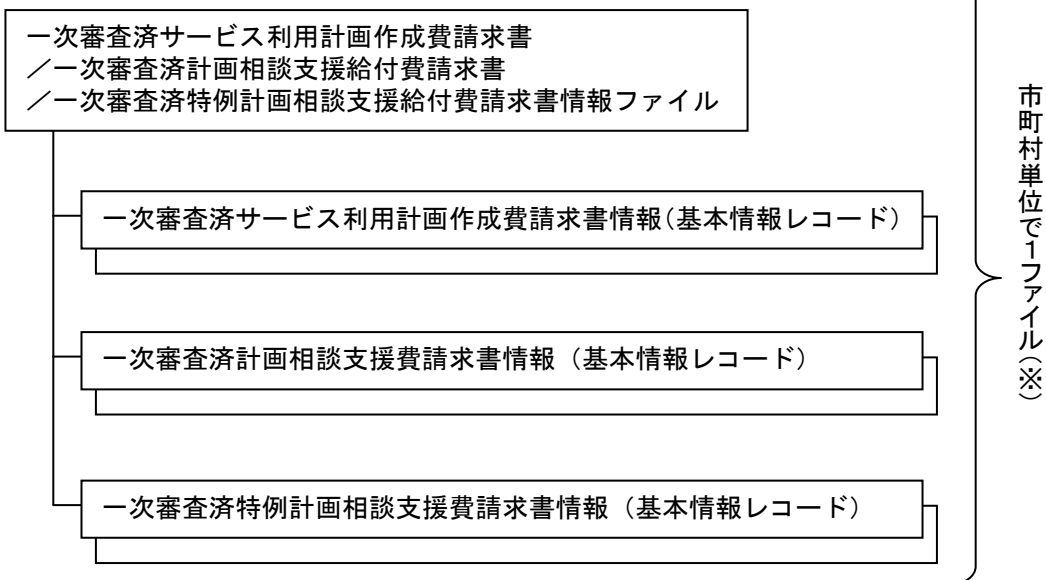 一次審査済サービス利用計画作成費請求書
／一次審査済計画相談支援給付費請求書
／一次審査済特例計画相談支援給付費請求書情報ファイル
一次審査済サービス利用計画作成費請求書情報（基本情報レコード）
一次審査済計画相談支援費請求書情報（基本情報レコード）
一次審査済特例計画相談支援費請求書情報（基本情報レコード）
市町村単位で１ファイル（※）